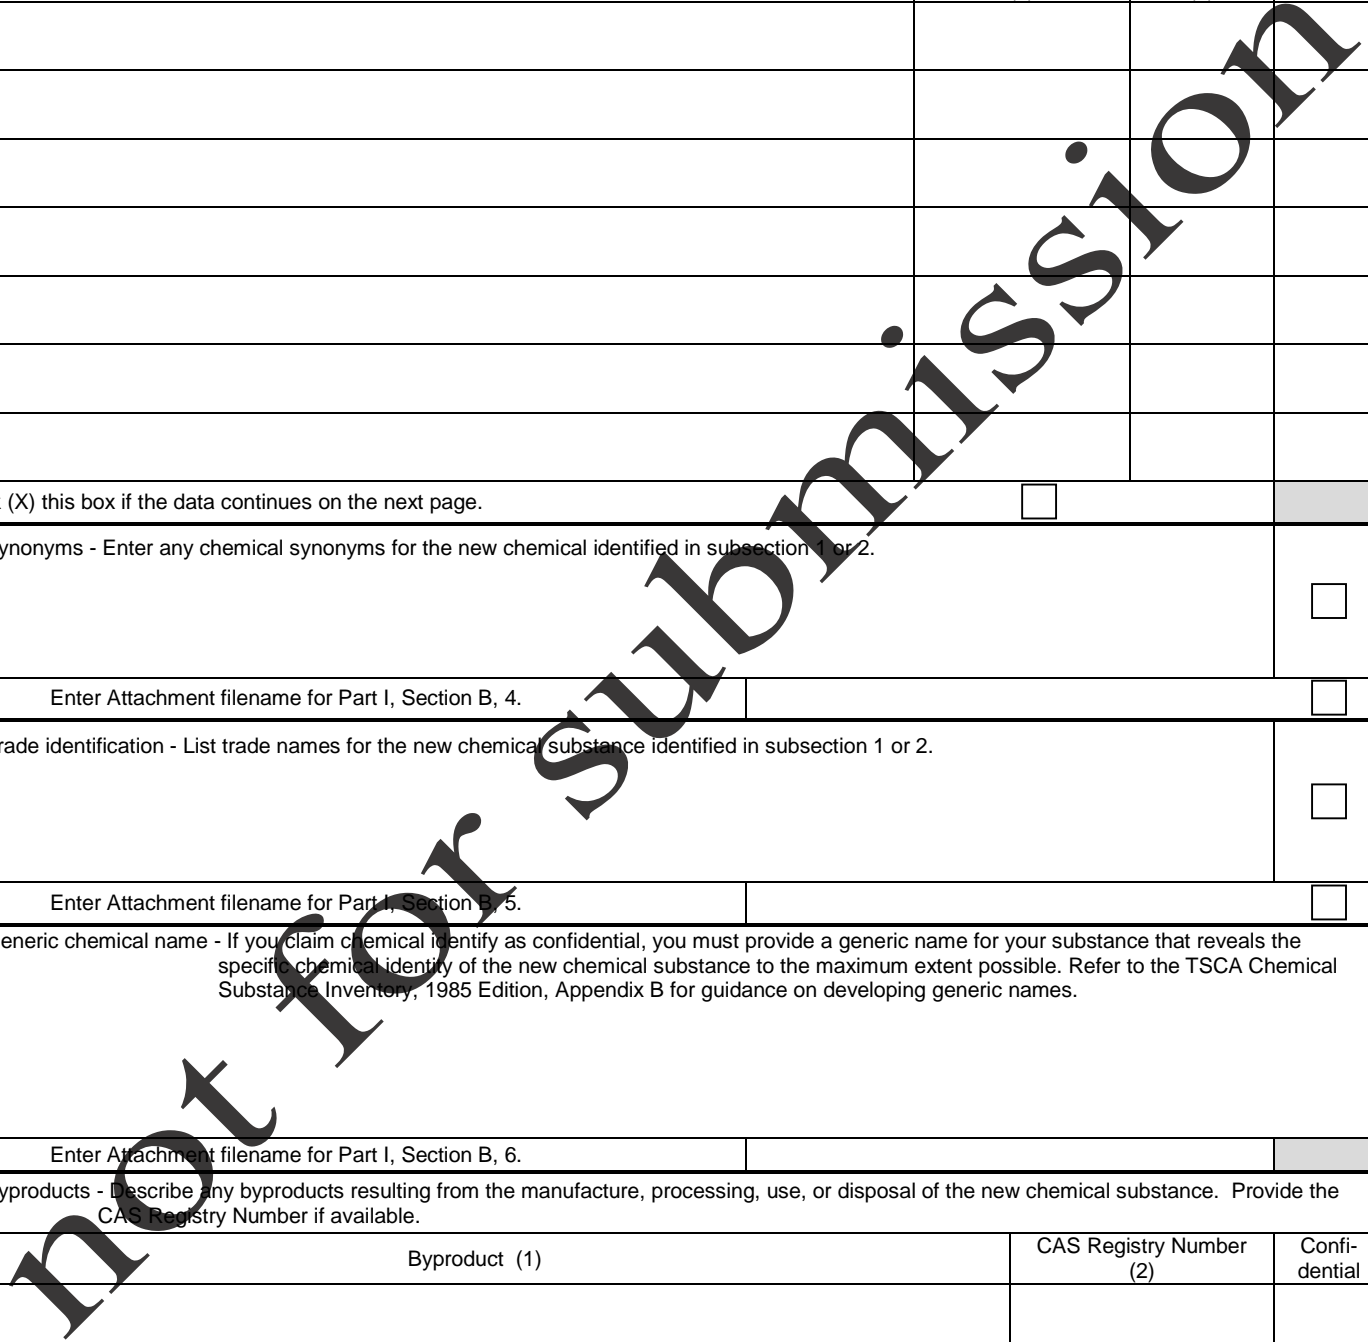 (X) this box if the data continues on the next page.
ynonyms - Enter any chemical synonyms for the new chemical identified in subsection 1 or 2.
Enter Attachment filename for Part I, Section B, 4.
rade identification - List trade names for the new chemical substance identified in subsection 1 or 2.
Enter Attachment filename for Part I, Section B, 5.
eneric chemical name - If you claim chemical identify as confidential, you must provide a generic name for your substance that reveals the
specific chemical identity of the new chemical substance to the maximum extent possible. Refer to the TSCA Chemical
Substance Inventory, 1985 Edition, Appendix B for guidance on developing generic names.
Enter Attachment filename for Part I, Section B, 6.
yproducts - Describe any byproducts resulting from the manufacture, processing, use, or disposal of the new chemical substance.  Provide the
CAS Registry Number if available.
Byproduct  (1)
CAS Registry Number
(2)
Confi-
dential
not for submission